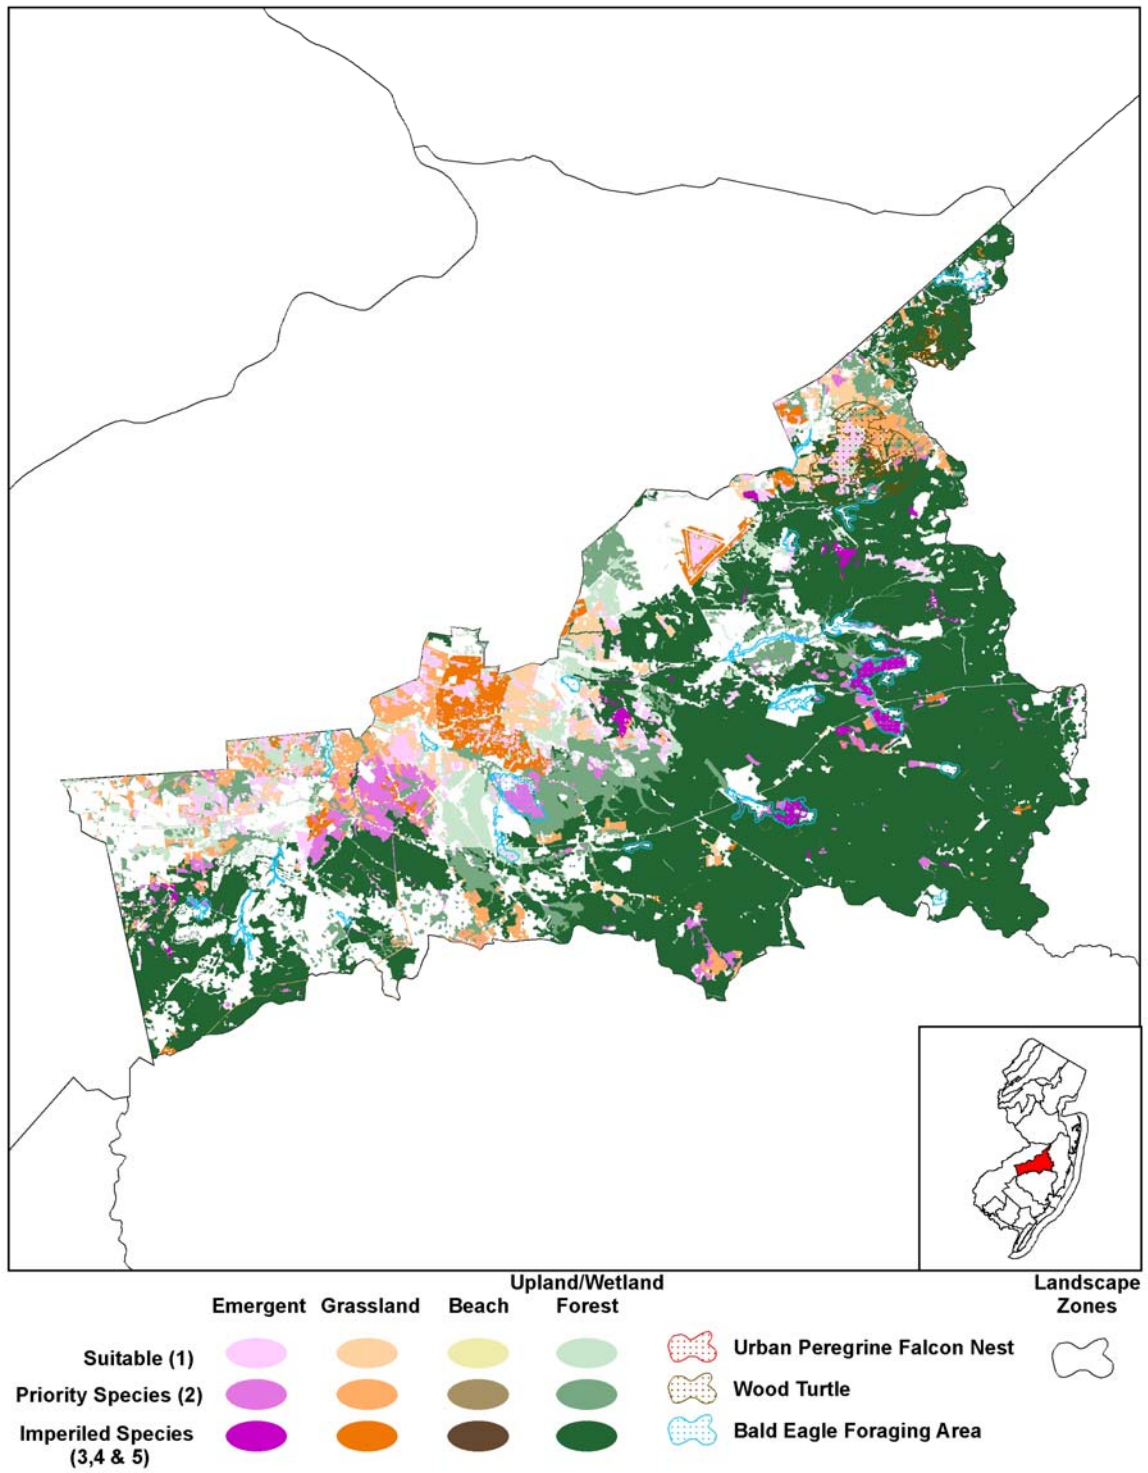 Upland/Wetland
Landscape
Zones
Emergent Grassland Beach Forest
Suitable (1)
Priority Species (2)
Imperiled Species
(3,4 & 5)
Urban Peregrine Falcon Nest
Wood Turtle
Bald Eagle Foraging Area